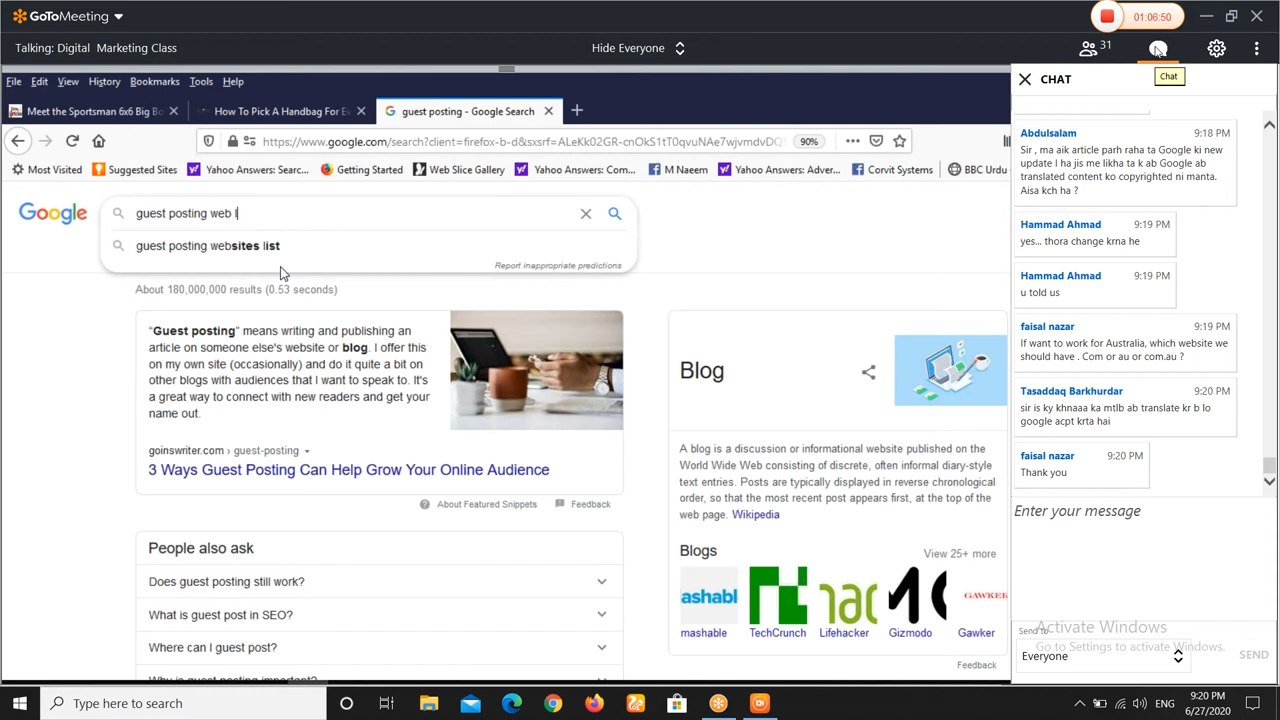 GoToMeeting
01:06:50
Talking: Digital Marketing Class
Hide Everyone
31
Chat
File Edit View History Bookmarks Tools Help
Meet the Sportsman 6x6 Big Bo
How To Pick A Handbag For Ev
guest posting - Google Search
https://www.google.com/search?client=firefox-b-d&sxsrf=ALeKk02GR-cnOkS1tT0qvuNAe7wjvmdvDQ
90%
Most Visited
Suggested Sites
Yahoo Answers: Searc...
Getting Started
Web Slice Gallery
Yahoo Answers: Com...
M Naeem
Yahoo Answers: Adver...
Corvit Systems
BBC Urdu
Google
guest posting web l
guest posting websites list
Report inappropriate predictions
About 180,000,000 results (0.53 seconds)
“Guest posting” means writing and publishing an
article on someone else's website or blog. I offer this
on my own site (occasionally) and do it quite a bit on
other blogs with audiences that I want to speak to. It's
a great way to connect with new readers and get your
name out.
goinswriter.com › guest-posting
3 Ways Guest Posting Can Help Grow Your Online Audience
About Featured Snippets
Feedback
People also ask
Does guest posting still work?
What is guest post in SEO?
Where can I guest post?
Why is guest posting important?
Blog
A blog is a discussion or informational website published on the
World Wide Web consisting of discrete, often informal diary-style
text entries. Posts are typically displayed in reverse chronological
order, so that the most recent post appears first, at the top of the
web page. Wikipedia
Blogs
View 25+ more
ashabl
GAWKER
mashable
TechCrunch
Lifehacker
Gizmodo
Gawker
Feedback
CHAT
Abdulsalam 9:18 PM
Sir , ma aik article parh raha ta Google ki new
update I ha jis me likha ta k ab Google ab
translated content ko copyrighted ni manta.
Aisa kch ha ?
Hammad Ahmad 9:19 PM
yes... thora change krna he
Hammad Ahmad 9:19 PM
u told us
faisal nazar 9:19 PM
If want to work for Australia, which website we
should have . Com or au or com.au ?
Tasaddaq Barkhurdar 9:20 PM
sir is ky khnaaa ka mtlb ab translate kr b lo
google acpt krta hai
faisal nazar 9:20 PM
Thank you
Enter your message
Send to
Everyone
SEND
Activate Windows
Go to Settings to activate Windows.
Type here to search
ENG
9:20 PM
6/27/2020